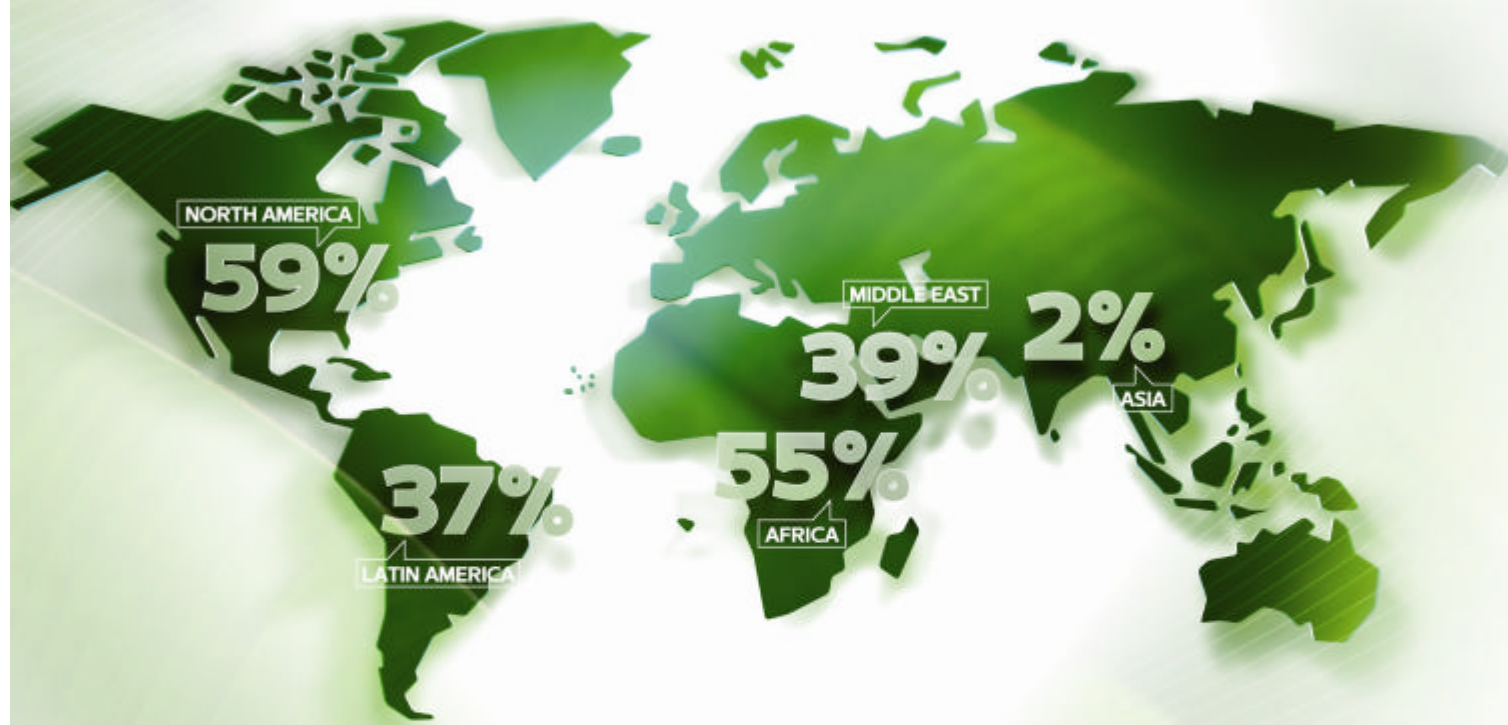 NORTH AMERICA
59%
MIDDLE EAST
39%
2%
ASIA
55%
AFRICA
37%
LATIN AMERICA